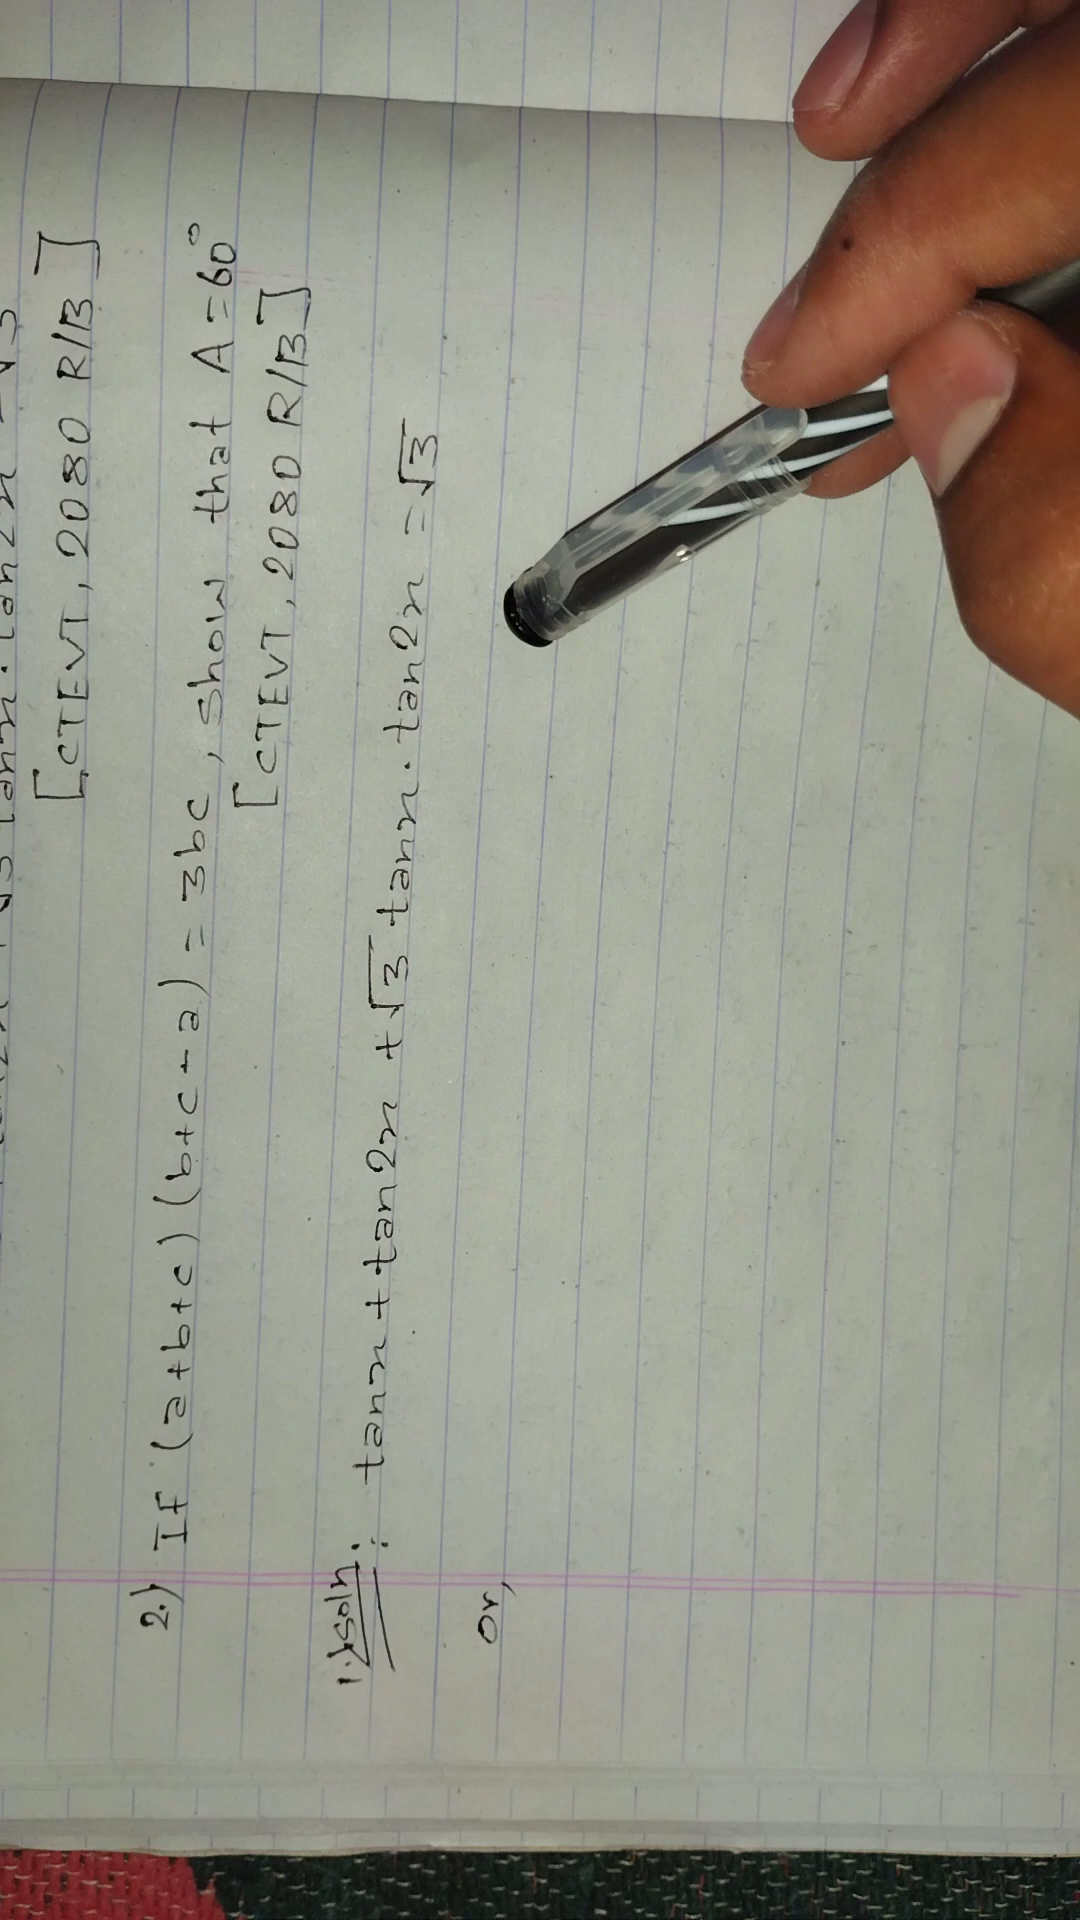 [CTEVT, 2080 R/B]
2.) If (a+b+c) (b+c-a) = 3bc, show that A=60°
[CTEVT, 2080 R/B]
1.) Soln: tanx + tan2x + √3 tanx. tan2x = √3
or,